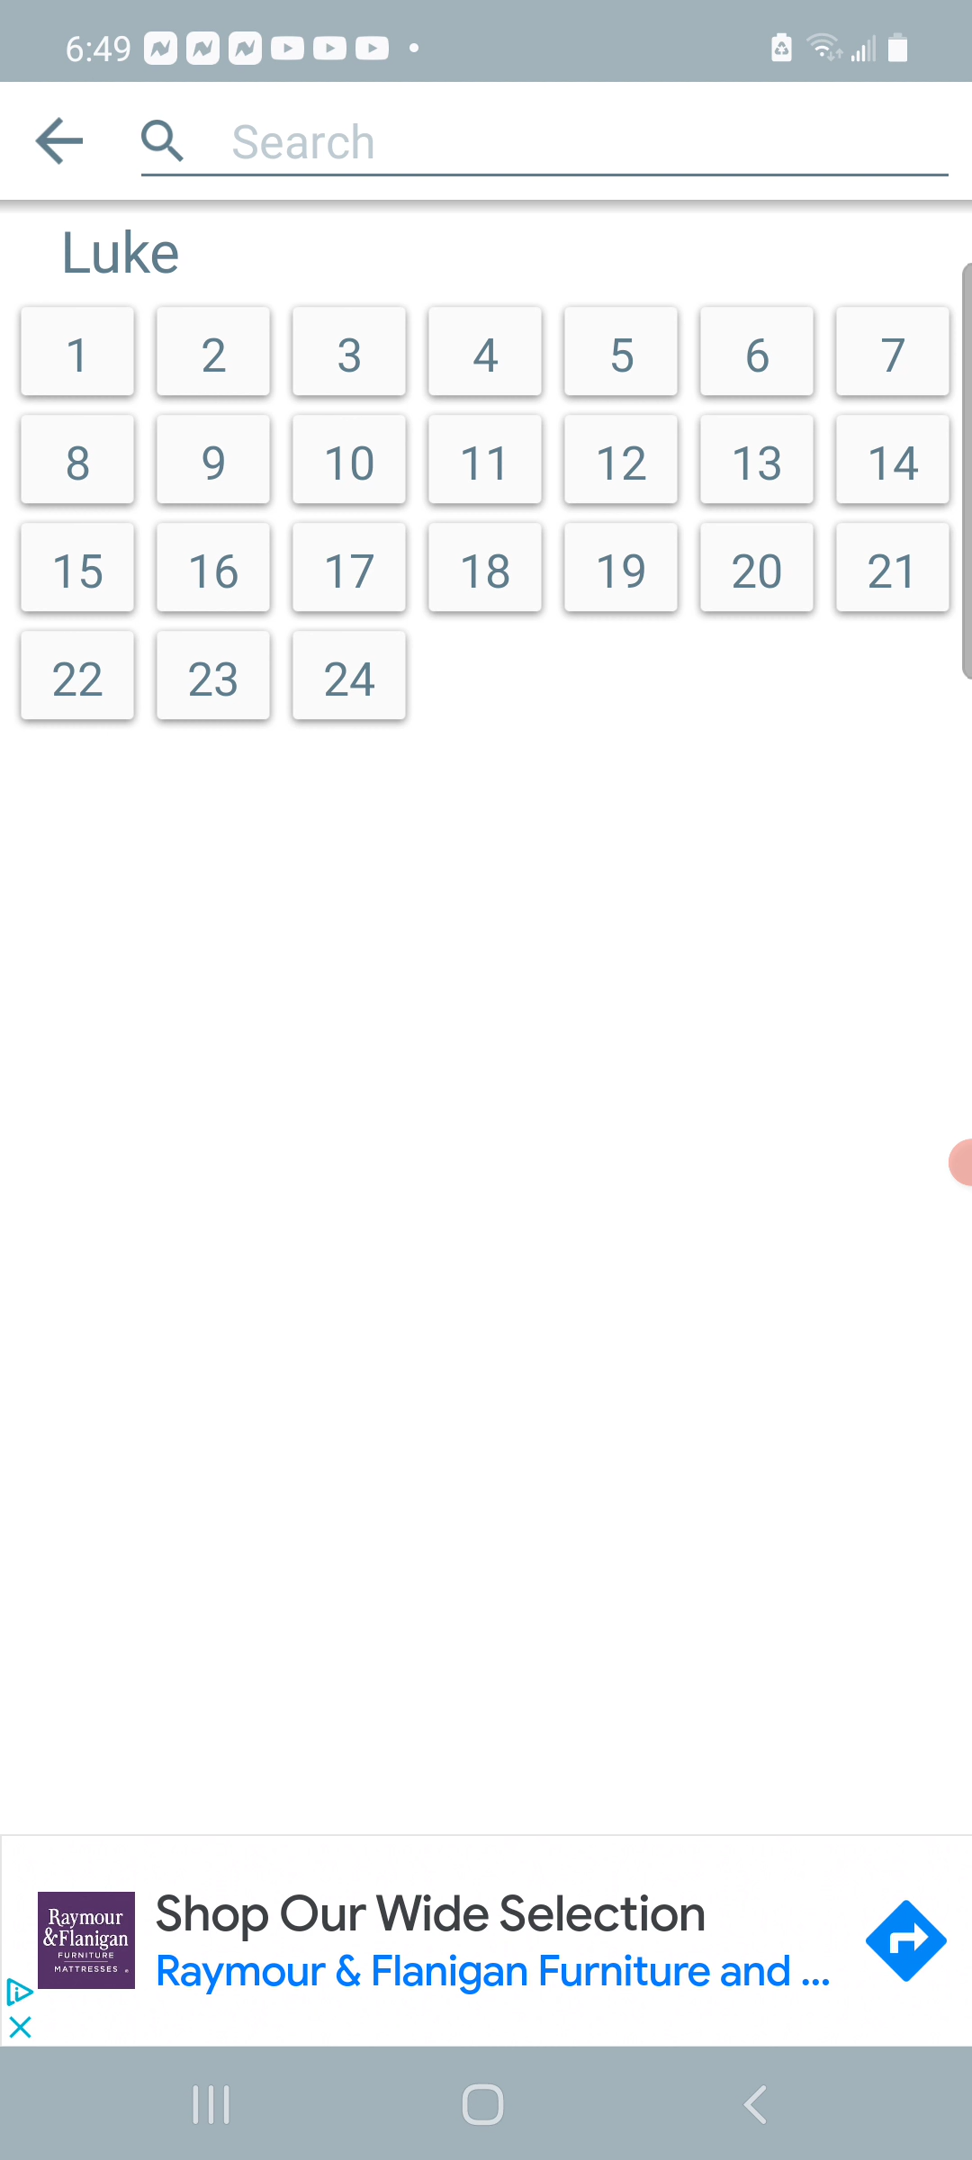 6:49
Search
Luke
1 2 3 4 5 6 7
8 9 10 11 12 13 14
15 16 17 18 19 20 21
22 23 24
Shop Our Wide Selection
Raymour & Flanigan Furniture and ...
Raymour
&Flanigan
FURNITURE
MATTRESSES